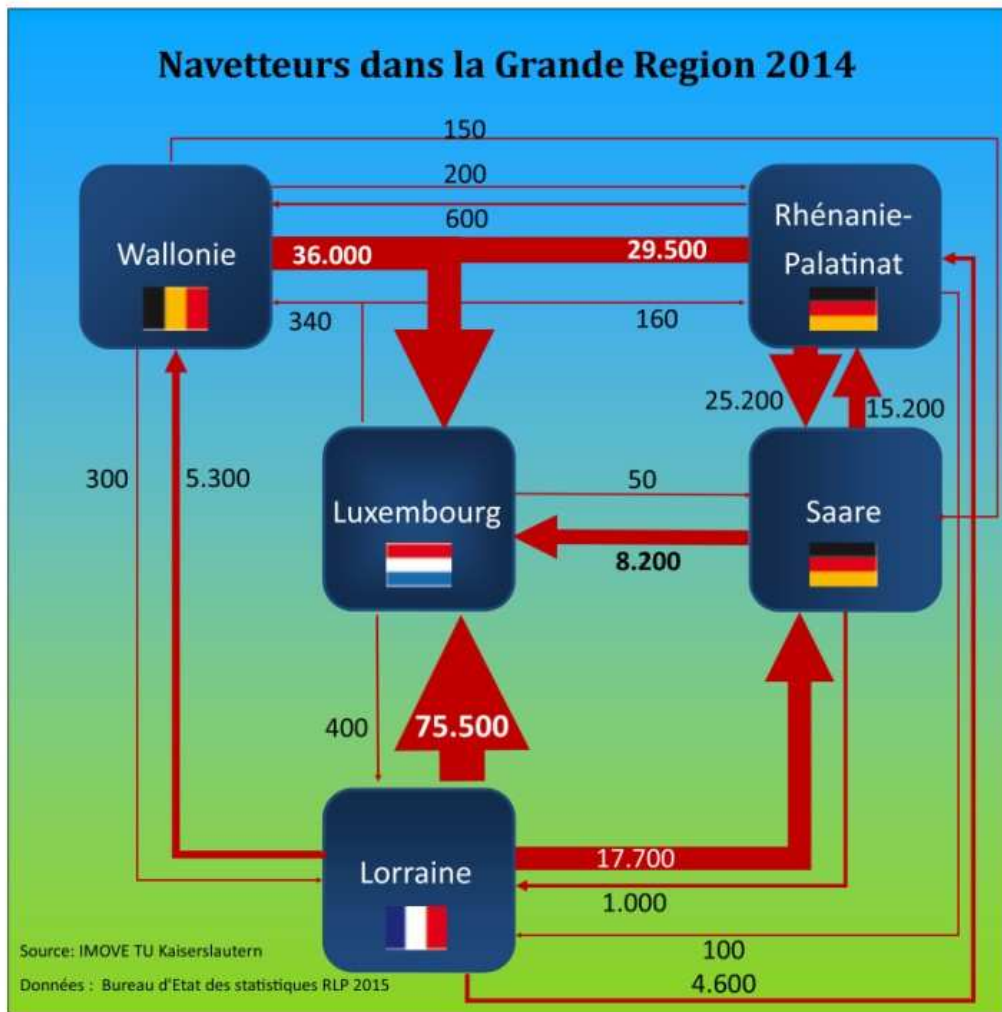 Navetteurs dans la Grande Region 2014
150
200
600
Wallonie
36.000
29.500
Rhénanie-
Palatinat
340
160
25.200
15.200
300
5.300
50
Luxembourg
Saare
8.200
400
75.500
17.700
Lorraine
1.000
100
4.600
Source: IMOVE TU Kaiserslautern
Données : Bureau d'Etat des statistiques RLP 2015